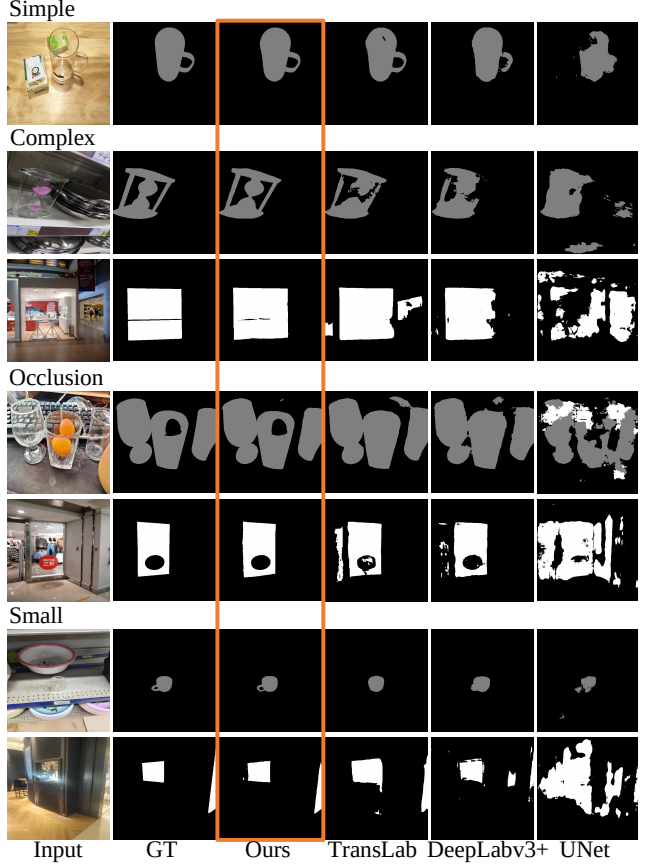 Simple
Complex
Occlusion
Small
Input GT Ours TransLab DeepLabv3+ UNet